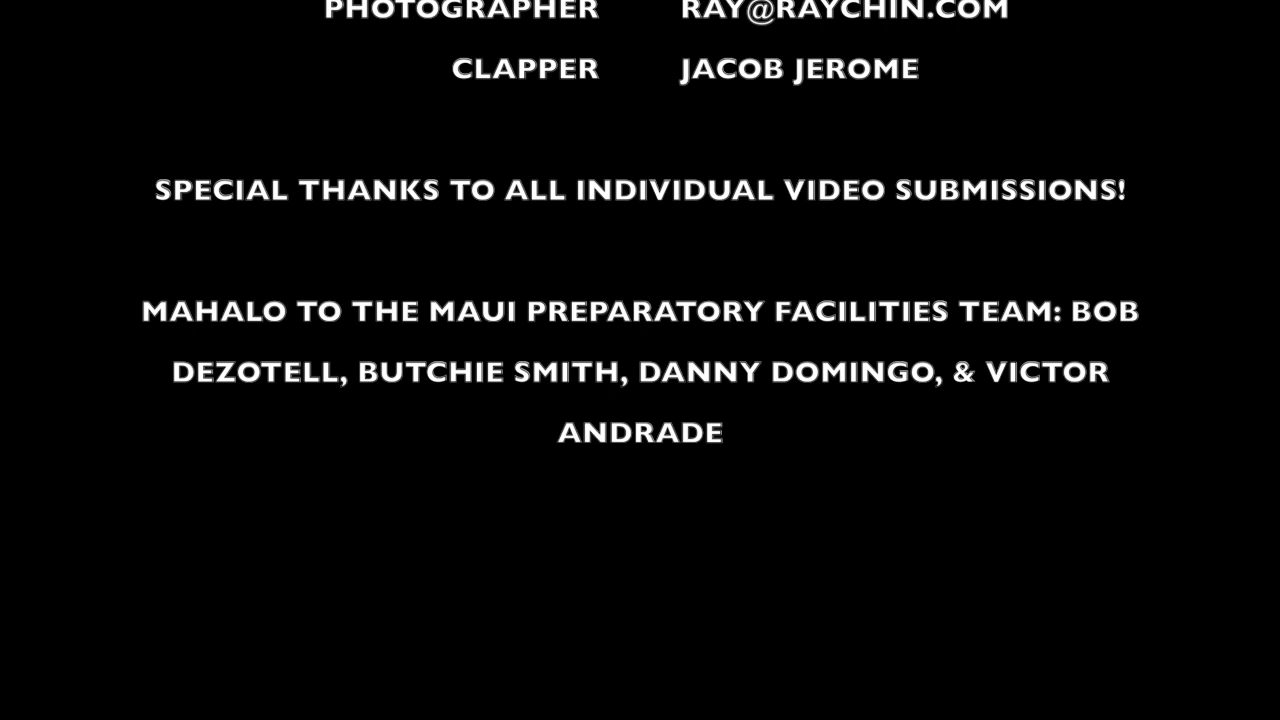 PHOTOGRAPHER RAY@RAYCHIN.COM
CLAPPER JACOB JEROME
SPECIAL THANKS TO ALL INDIVIDUAL VIDEO SUBMISSIONS!
MAHALO TO THE MAUI PREPARATORY FACILITIES TEAM: BOB
DEZOTELL, BUTCHIE SMITH, DANNY DOMINGO, & VICTOR
ANDRADE